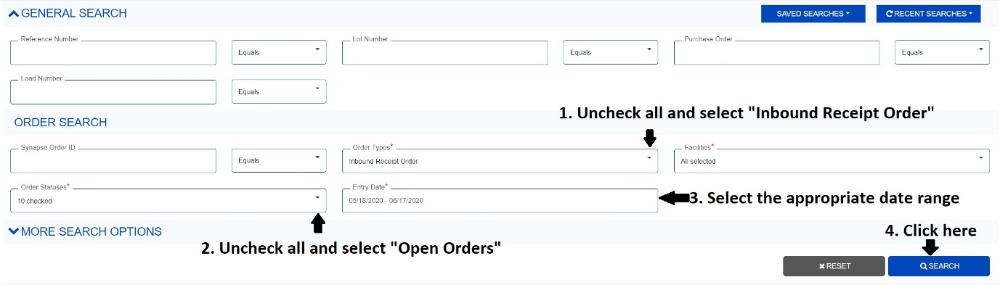 GENERAL SEARCH
SAVED SEARCHES
RECENT SEARCHES
Reference Number
Equals
Lot Number
Equals
Purchase Order
Equals
Load Number
Equals
1. Uncheck all and select "Inbound Receipt Order"
ORDER SEARCH
Synapse Order ID
Equals
Order Types*
Inbound Receipt Order
Facilities*
All selected
Order Statuses*
10 checked
Entry Date*
05/18/2020 - 06/17/2020
3. Select the appropriate date range
MORE SEARCH OPTIONS
2. Uncheck all and select "Open Orders"
4. Click here
RESET
SEARCH